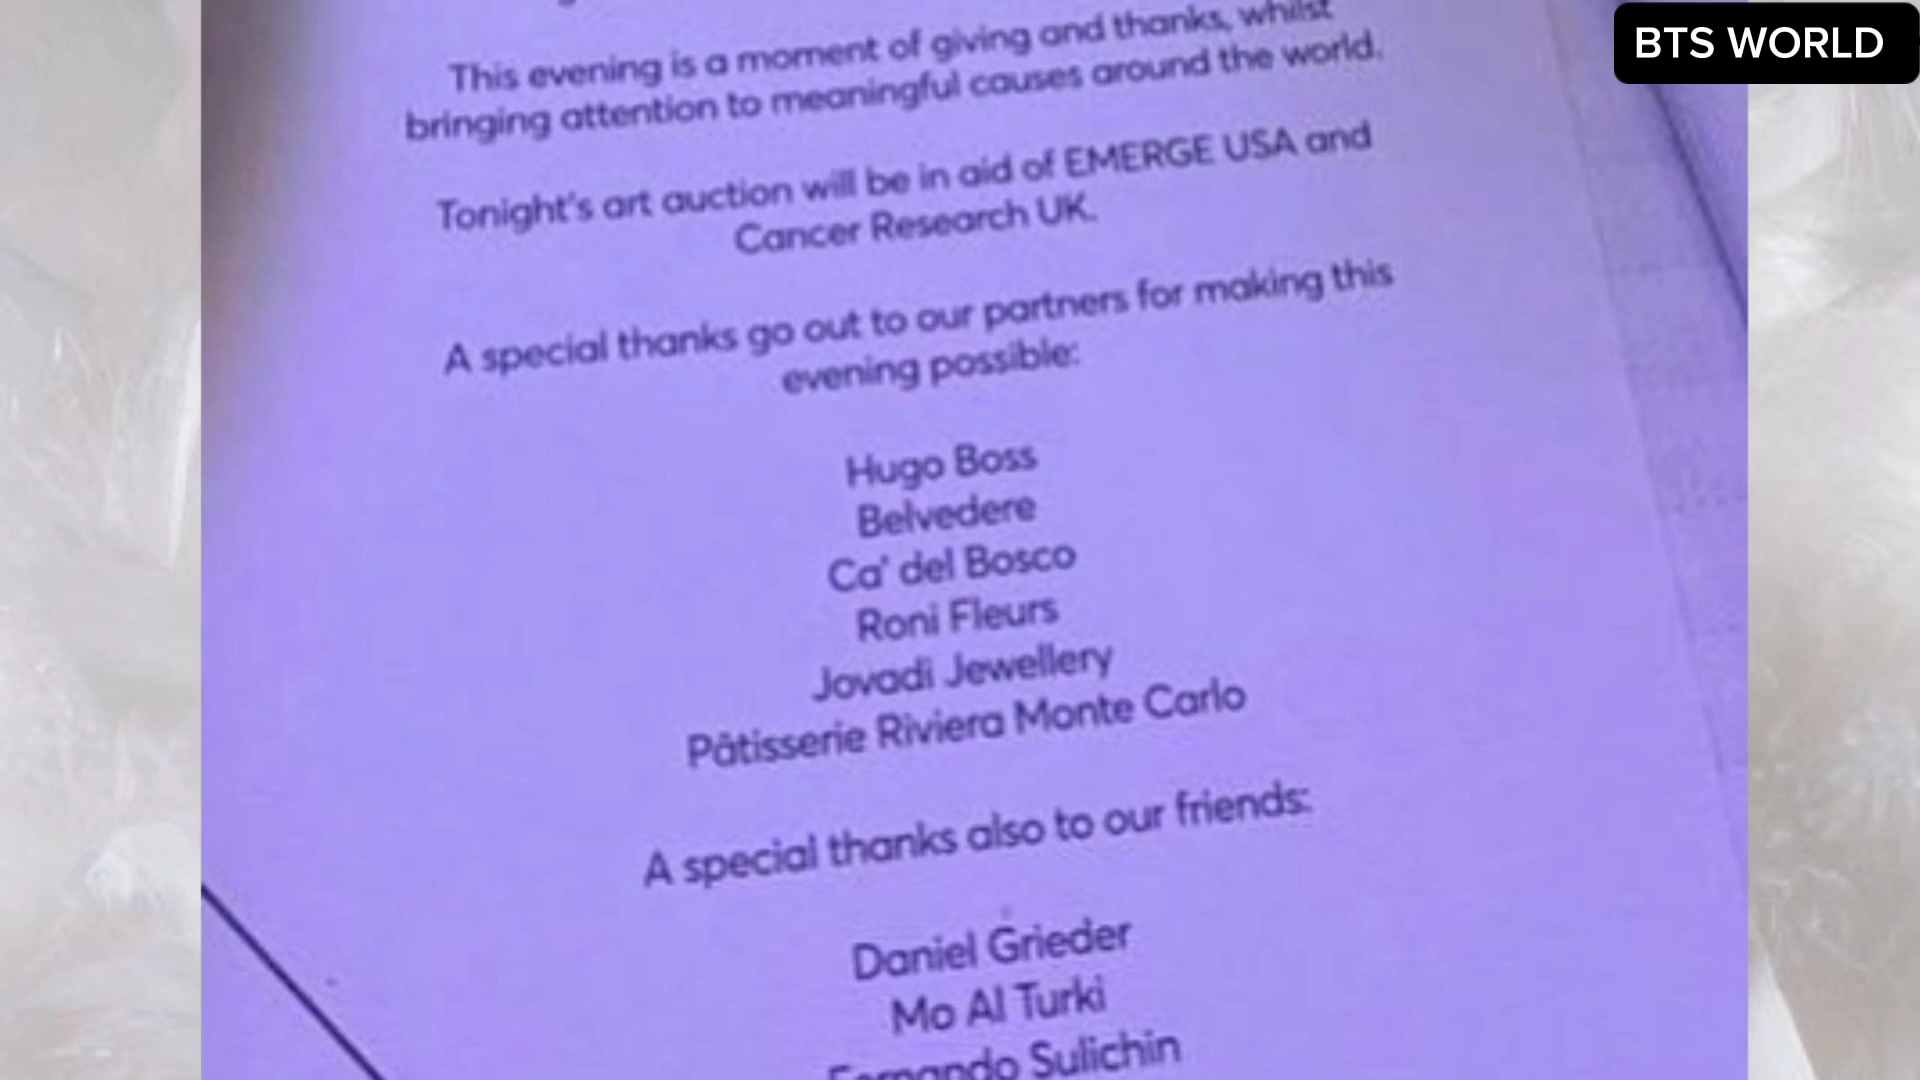 BTS WORLD
This evening is a moment of giving and thanks, whilst
bringing attention to meaningful causes around the world.
Tonight's art auction will be in aid of EMERGE USA and
Cancer Research UK.
A special thanks go out to our partners for making this
evening possible:
Hugo Boss
Belvedere
Ca' del Bosco
Roni Fleurs
Jovadi Jewellery
Pâtisserie Riviera Monte Carlo
A special thanks also to our friends:
Daniel Grieder
Mo Al Turki
Fernando Sulichin